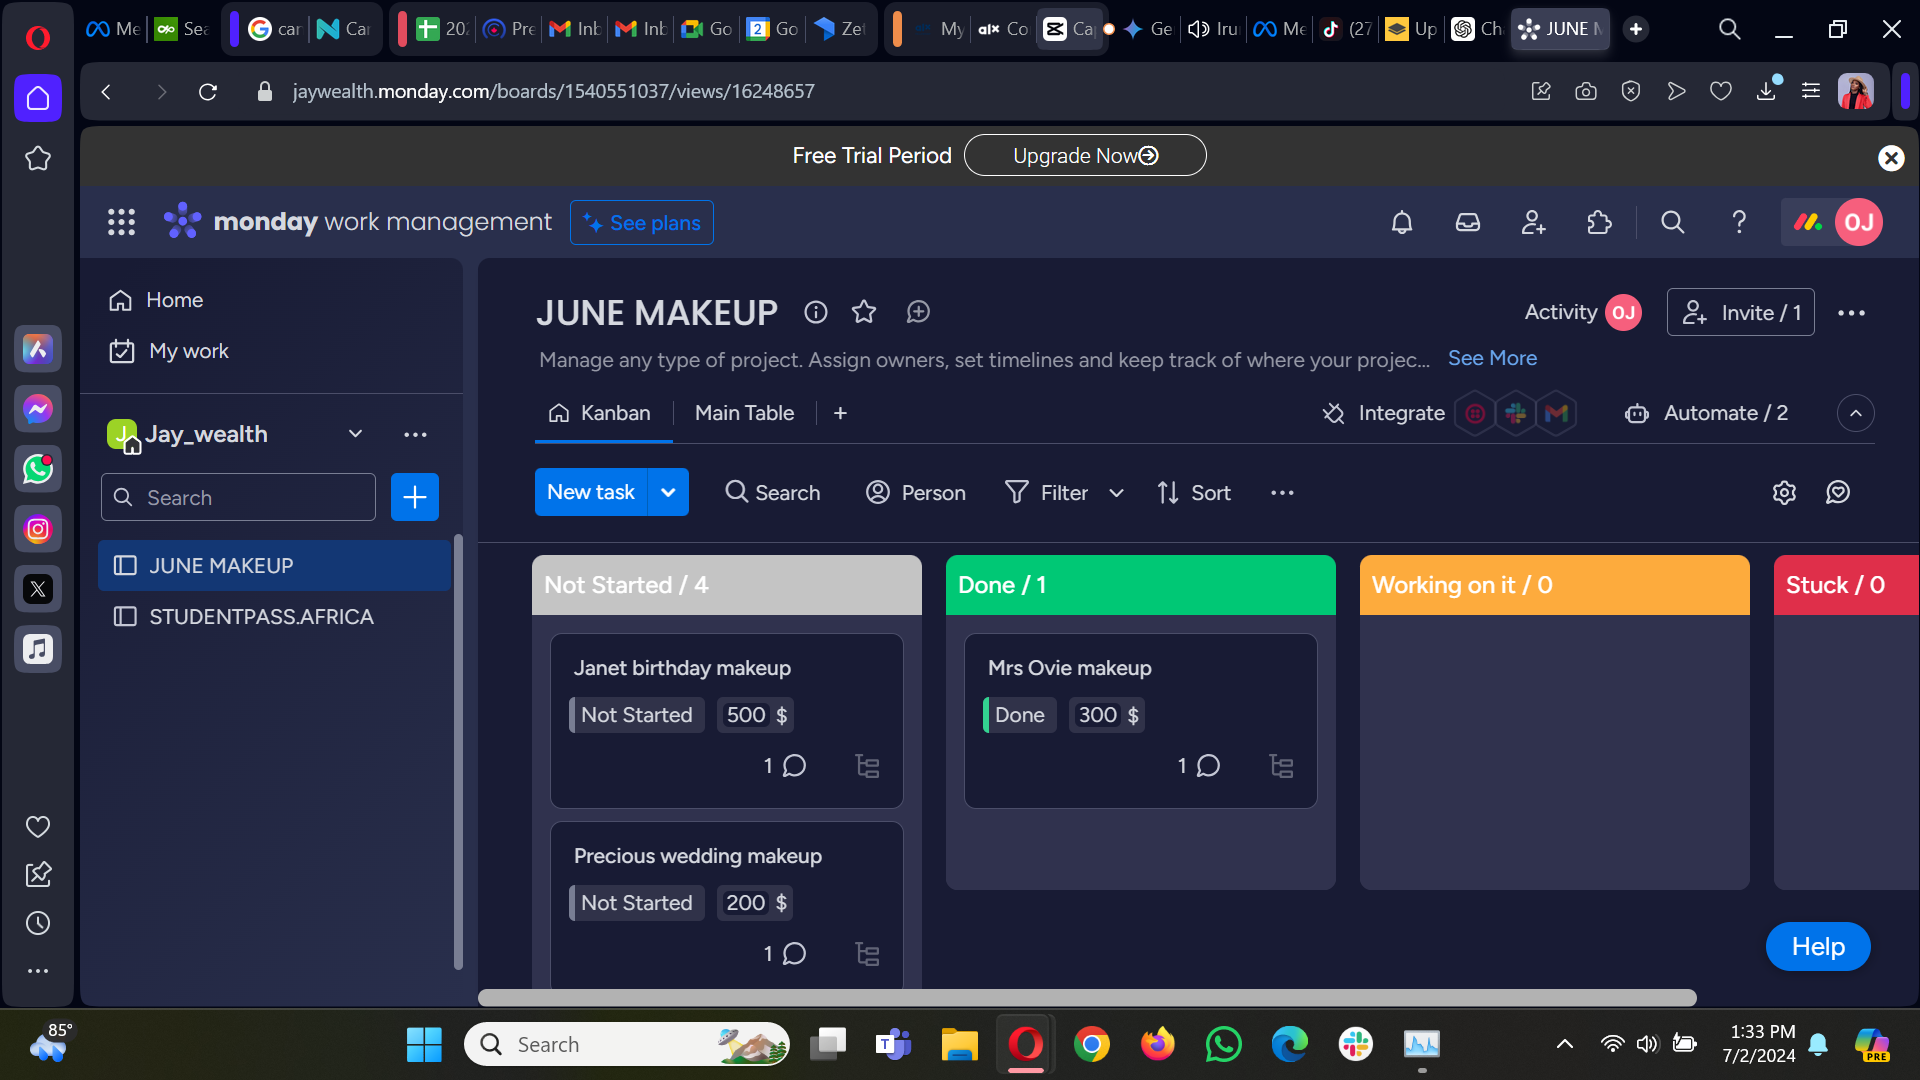 Me
Sea
car
Car
202
Pre
Inb
Inb
Go
2 Go
Zet
My
alx Co
Ca
Ge
Iru
Me
(27
Up
Ch
JUNE M
jaywealth.monday.com/boards/1540551037/views/16248657
Free Trial Period
Upgrade Now
monday work management
See plans
OJ
Home
My work
J Jay_wealth
Search
JUNE MAKEUP
STUDENTPASS.AFRICA
JUNE MAKEUP
Activity OJ
Invite / 1
Manage any type of project. Assign owners, set timelines and keep track of where your projec...
See More
Kanban
Main Table
+
Integrate
Automate / 2
New task
Search
Person
Filter
Sort
Not Started / 4
Janet birthday makeup
Not Started
500 $
1
Precious wedding makeup
Not Started
200 $
1
Done / 1
Mrs Ovie makeup
Done
300 $
1
Working on it / 0
Stuck / 0
Help
85°
Search
1:33 PM
7/2/2024
PRE